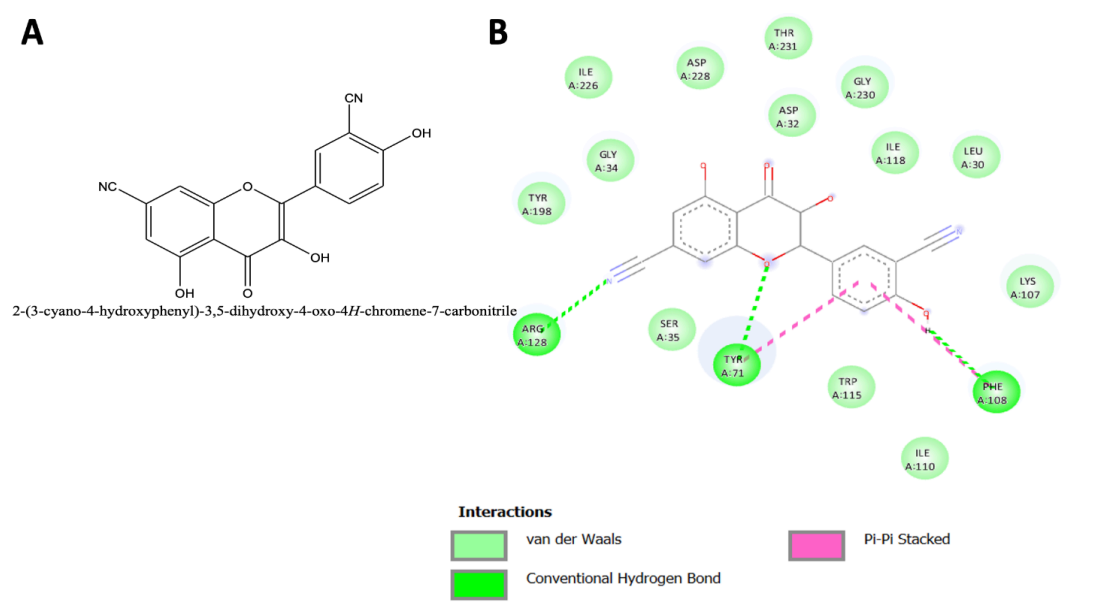 A
CN
OH
NC
O
OH
OH
O
2-(3-cyano-4-hydroxyphenyl)-3,5-dihydroxy-4-oxo-4H-chromene-7-carbonitrile
B
THR
A:231
ILE
A:226
ASP
A:228
GLY
A:230
ASP
A:32
GLY
A:34
ILE
A:118
LEU
A:30
TYR
A:198
O
O
O
N
N
O
O
H
LYS
A:107
ARG
A:128
SER
A:35
TYR
A:71
TRP
A:115
PHE
A:108
ILE
A:110
Interactions
van der Waals
Conventional Hydrogen Bond
Pi-Pi Stacked